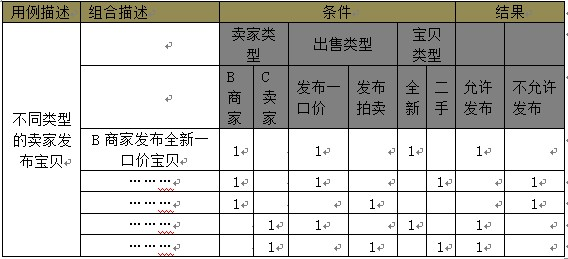 用例描述 组合描述 条件 结果
卖家类型 出售类型 宝贝类型
B商家 C卖家 发布一口价 发布拍卖 全新 二手 允许发布 不允许发布
不同类型的卖家发布宝贝
B 商家发布全新一口价宝贝 1 1 1 1
……… 1 1 1 1
……… 1 1 1
……… 1 1 1 1
……… 1 1 1 1